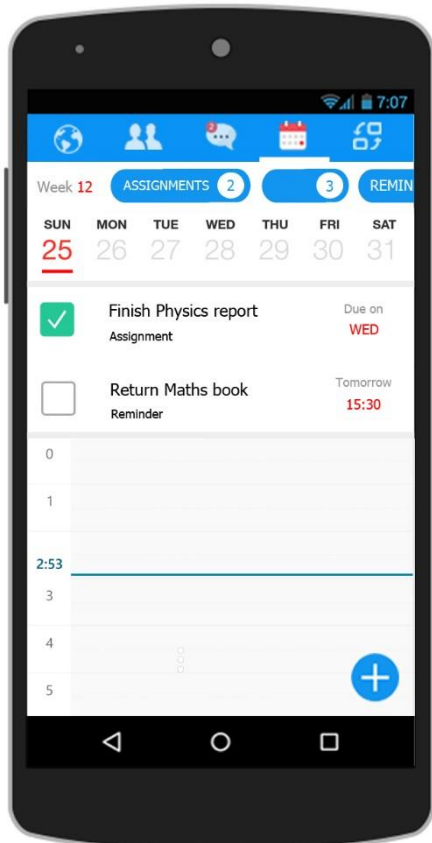 7:07
2
Week 12 ASSIGNMENTS 2 3 REMIN
SUN MON TUE WED THU FRI SAT
25 26 27 28 29 30 31
Finish Physics report
Assignment
Due on
WED
Return Maths book
Reminder
Tomorrow
15:30
0
1
2:53
3
4
5